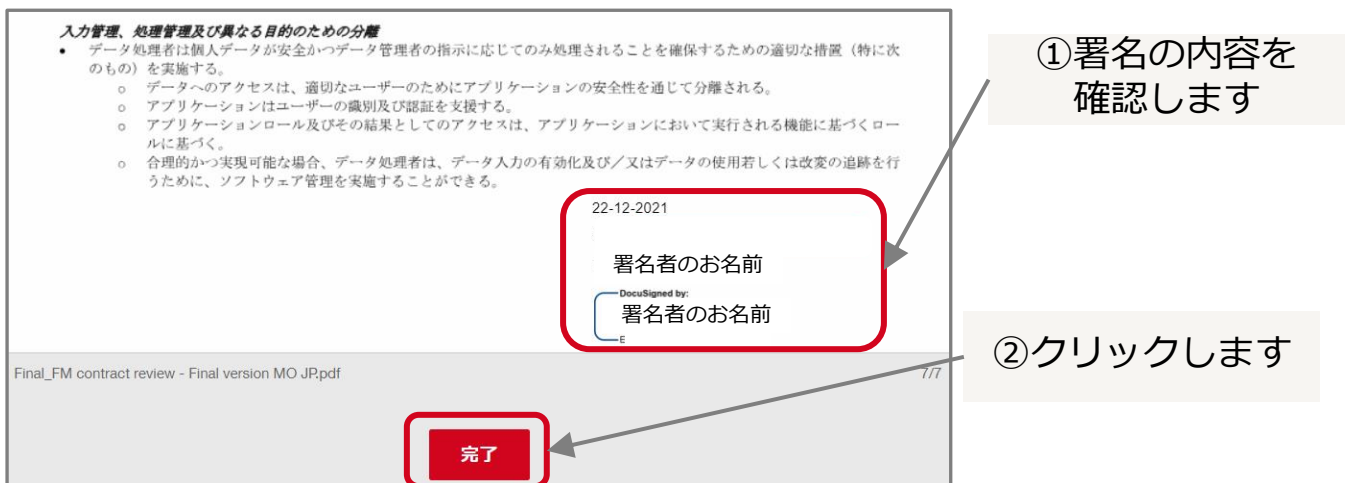 入力管理、処理管理及び異なる目的のための分離
• データ処理者は個人データが安全かつデータ管理者の指示に応じてのみ処理されることを確保するための適切な措置（特に次
のもの）を実施する。
o データへのアクセスは、適切なユーザーのためにアプリケーションの安全性を通じて分離される。
o アプリケーションはユーザーの識別及び認証を支援する。
o アプリケーションロール及びその結果としてのアクセスは、アプリケーションにおいて実行される機能に基づくロー
ルに基づく。
o 合理的かつ実現可能な場合、データ処理者は、データ入力の有効化及び／又はデータの使用若しくは改変の追跡を行
うために、ソフトウェア管理を実施することができる。
22-12-2021
署名者のお名前
DocuSigned by:
署名者のお名前
E
Final_FM contract review - Final version MO JP.pdf
7/7
完了
①署名の内容を
確認します
②クリックします